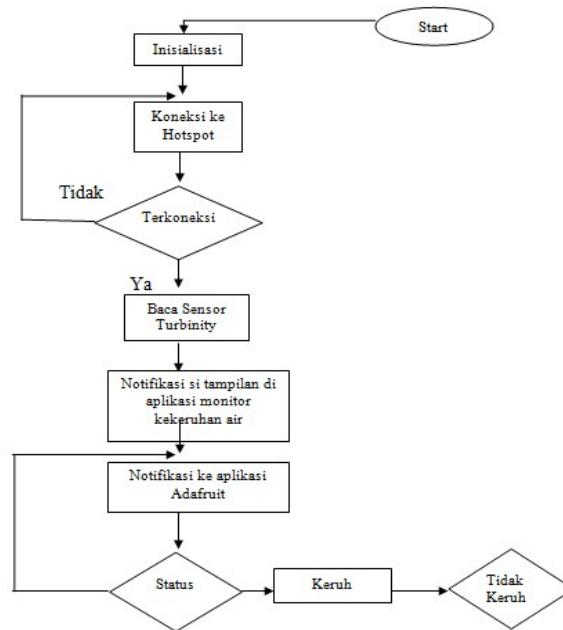 Start
Inisialisasi
Koneksi ke
Hotspot
Tidak
Terkoneksi
Ya
Baca Sensor
Turbinity
Notifikasi si tampilan di
aplikasi monitor
kekeruhan air
Notifikasi ke aplikasi
Adafruit
Status
Keruh
Tidak
Keruh